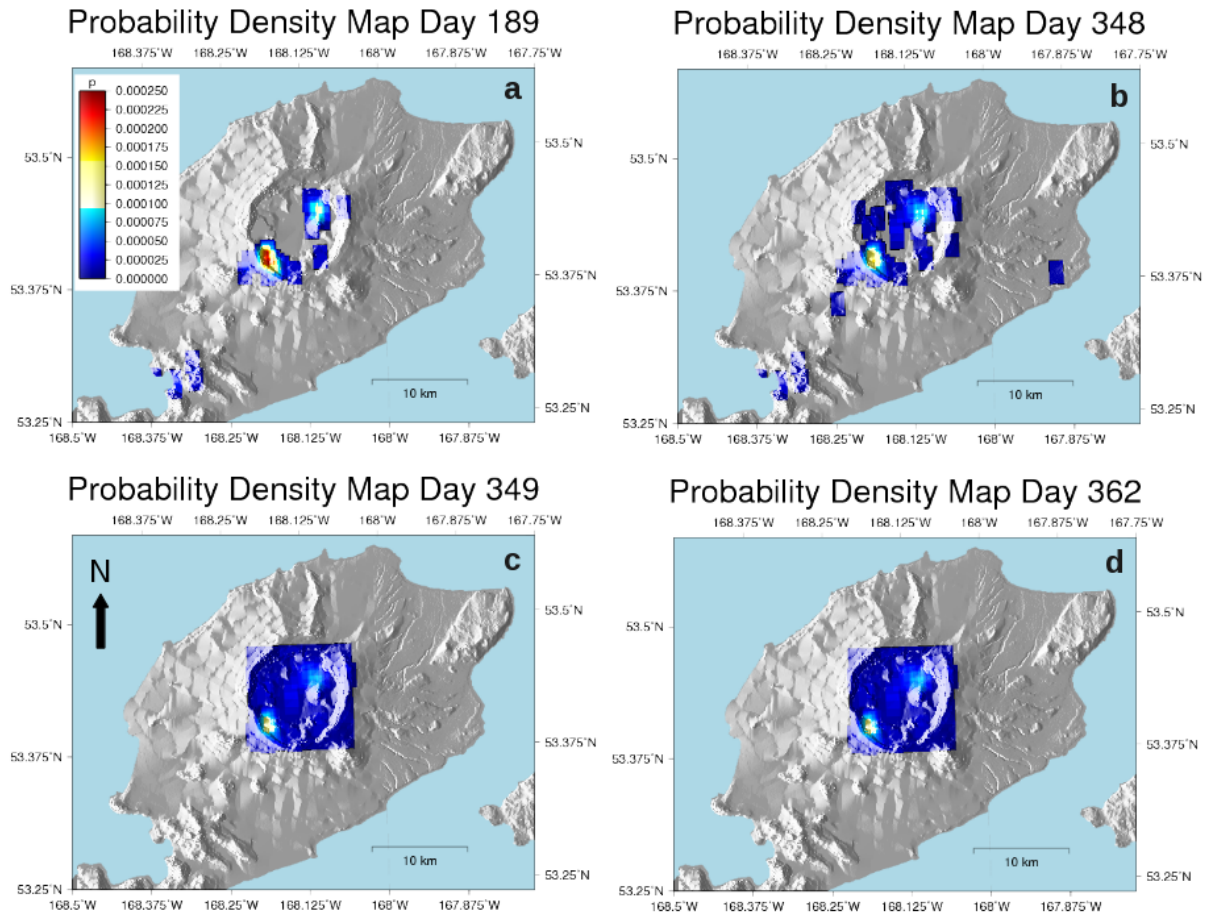 Probability Density Map Day 189
168.375˚W 168.25˚W 168.125˚W 168˚W 167.875˚W 167.75˚W
a
P
0.000250
0.000225
0.000200
0.000175
0.000150
0.000125
0.000100
0.000075
0.000050
0.000025
0.000000
53.5˚N
53.5˚N
53.375˚N
53.375˚N
10 km
53.25˚N
53.25˚N
168.5˚W 168.375˚W 168.25˚W 168.125˚W 168˚W 167.875˚W
Probability Density Map Day 348
168.375˚W 168.25˚W 168.125˚W 168˚W 167.875˚W 167.75˚W
b
53.5˚N
53.5˚N
53.375˚N
53.375˚N
10 km
53.25˚N
53.25˚N
168.5˚W 168.375˚W 168.25˚W 168.125˚W 168˚W 167.875˚W
Probability Density Map Day 349
168.375˚W 168.25˚W 168.125˚W 168˚W 167.875˚W 167.75˚W
c
N
53.5˚N
53.5˚N
53.375˚N
53.375˚N
10 km
53.25˚N
53.25˚N
168.5˚W 168.375˚W 168.25˚W 168.125˚W 168˚W 167.875˚W
Probability Density Map Day 362
168.375˚W 168.25˚W 168.125˚W 168˚W 167.875˚W 167.75˚W
d
53.5˚N
53.5˚N
53.375˚N
53.375˚N
10 km
53.25˚N
53.25˚N
168.5˚W 168.375˚W 168.25˚W 168.125˚W 168˚W 167.875˚W